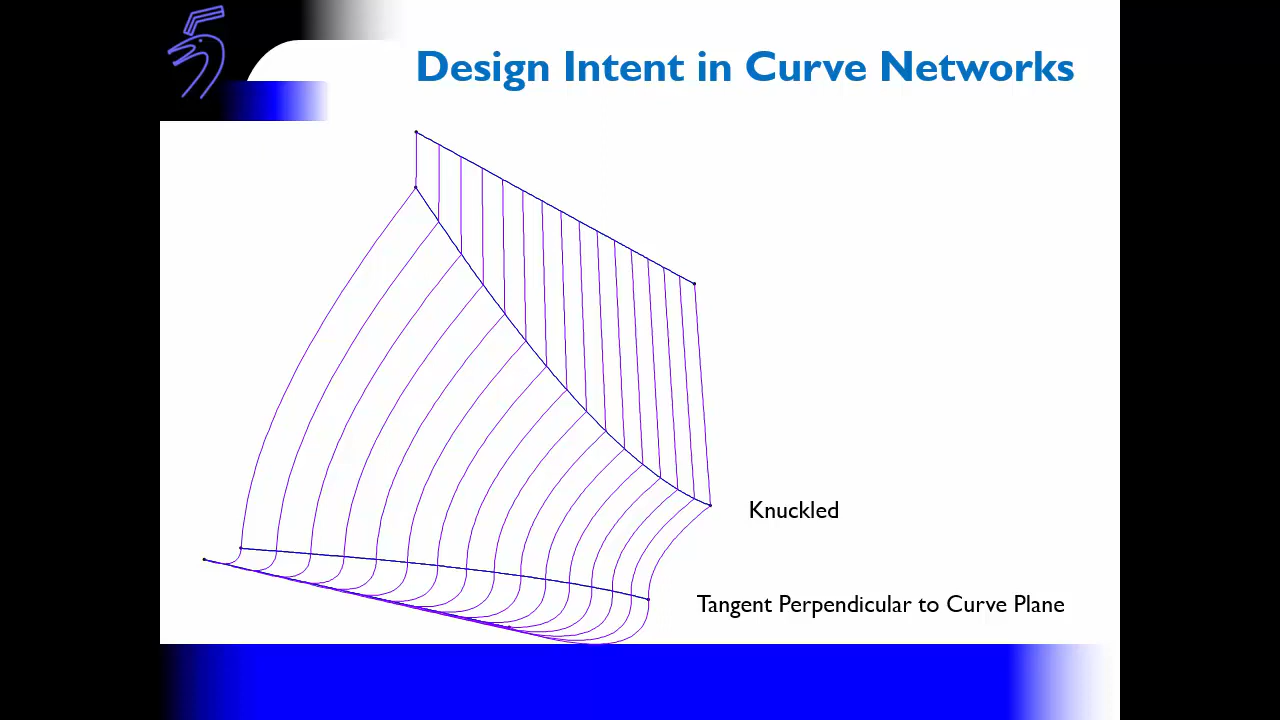 Design Intent in Curve Networks
Knuckled
Tangent Perpendicular to Curve Plane